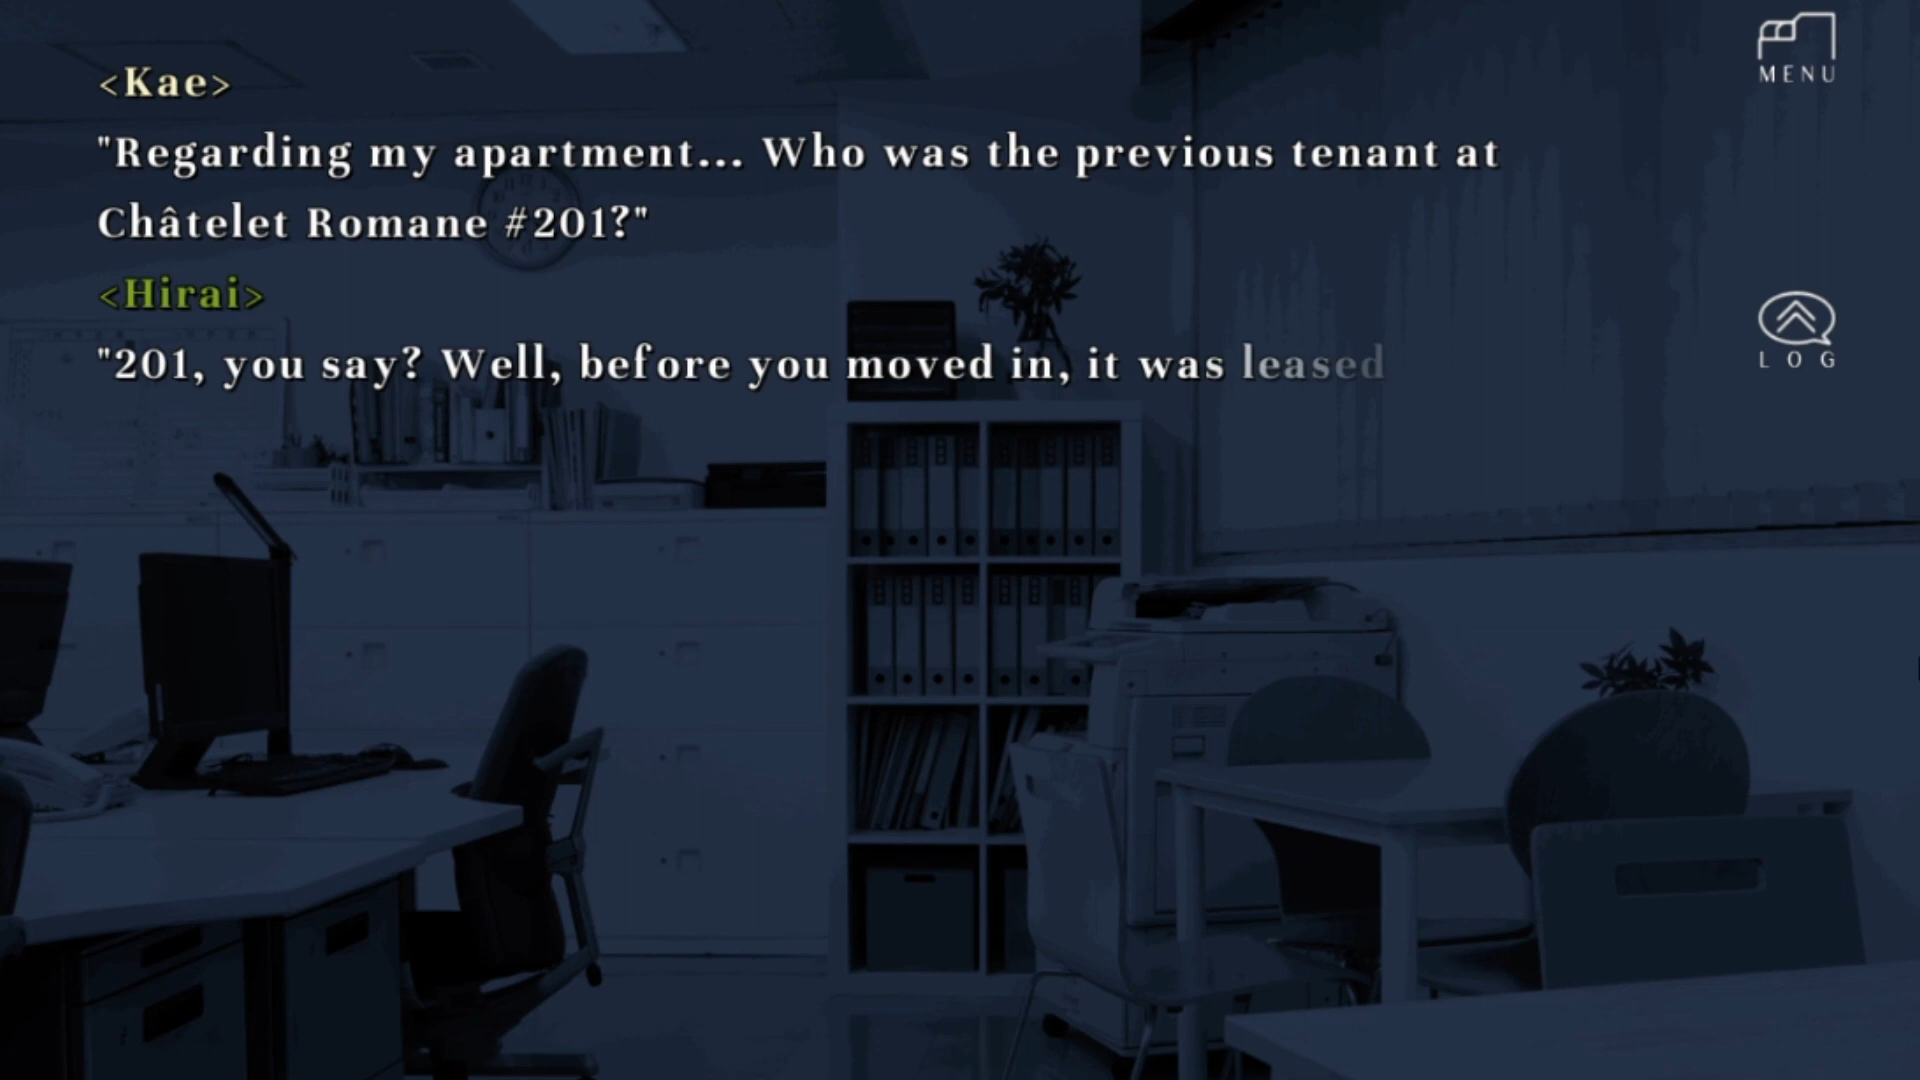 <Kae>
"Regarding my apartment... Who was the previous tenant at
Châtelet Romane #201?"
<Hirai>
"201, you say? Well, before you moved in, it was leased
MENU
LOG